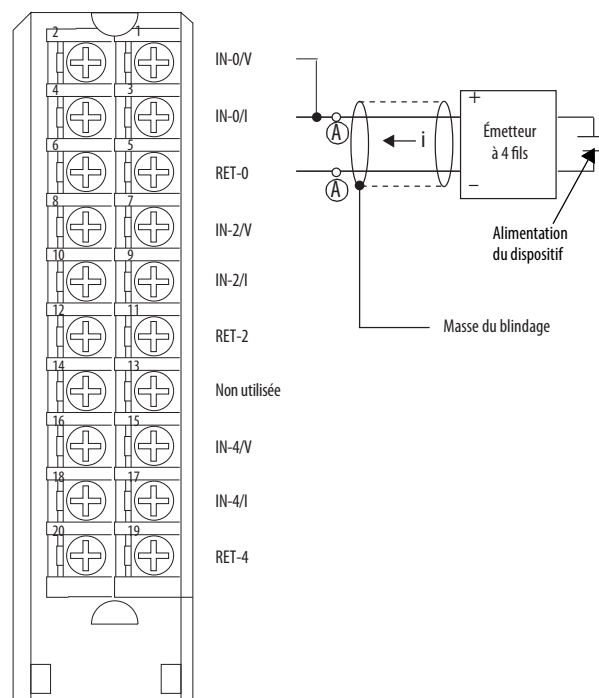 2 1
IN-0/V
4 3
IN-0/I
+
Émetteur
à 4 fils
A
i
6 5
RET-0
A
–
8 7
IN-2/V
Alimentation
du dispositif
10 9
IN-2/I
12 11
RET-2
Masse du blindage
14 13
Non utilisée
16 15
IN-4/V
18 17
IN-4/I
20 19
RET-4